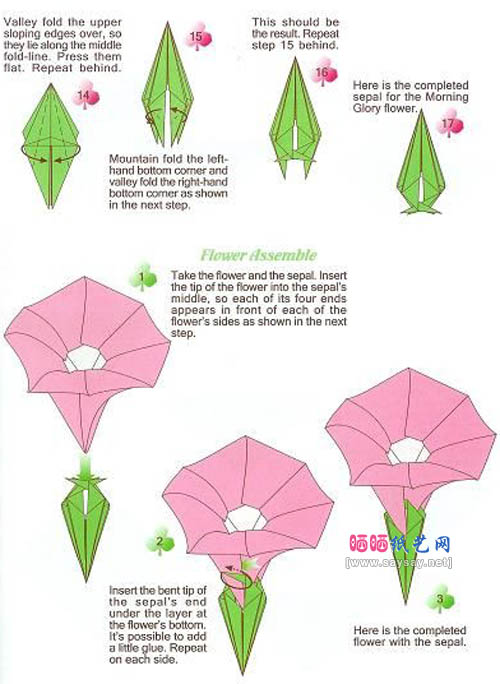 Valley fold the upper
sloping edges over, so
they lie along the middle
fold-line. Press them
flat. Repeat behind.
14
15
Mountain fold the left-
hand bottom corner and
valley fold the right-hand
bottom corner as shown
in the next step.
This should be
the result. Repeat
step 15 behind.
16
Here is the completed
sepal for the Morning
Glory flower.
17
Flower Assemble
1
Take the flower and the sepal. Insert
the tip of the flower into the sepal's
middle, so each of its four ends
appears in front of each of the
flower's sides as shown in the next
step.
2
Insert the bent tip of
the sepal's end
under the layer at
the flower's bottom.
It's possible to add
a little glue. Repeat
on each side.
晒晒纸艺网
[www.saysay.net]
3
Here is the completed
flower with the sepal.